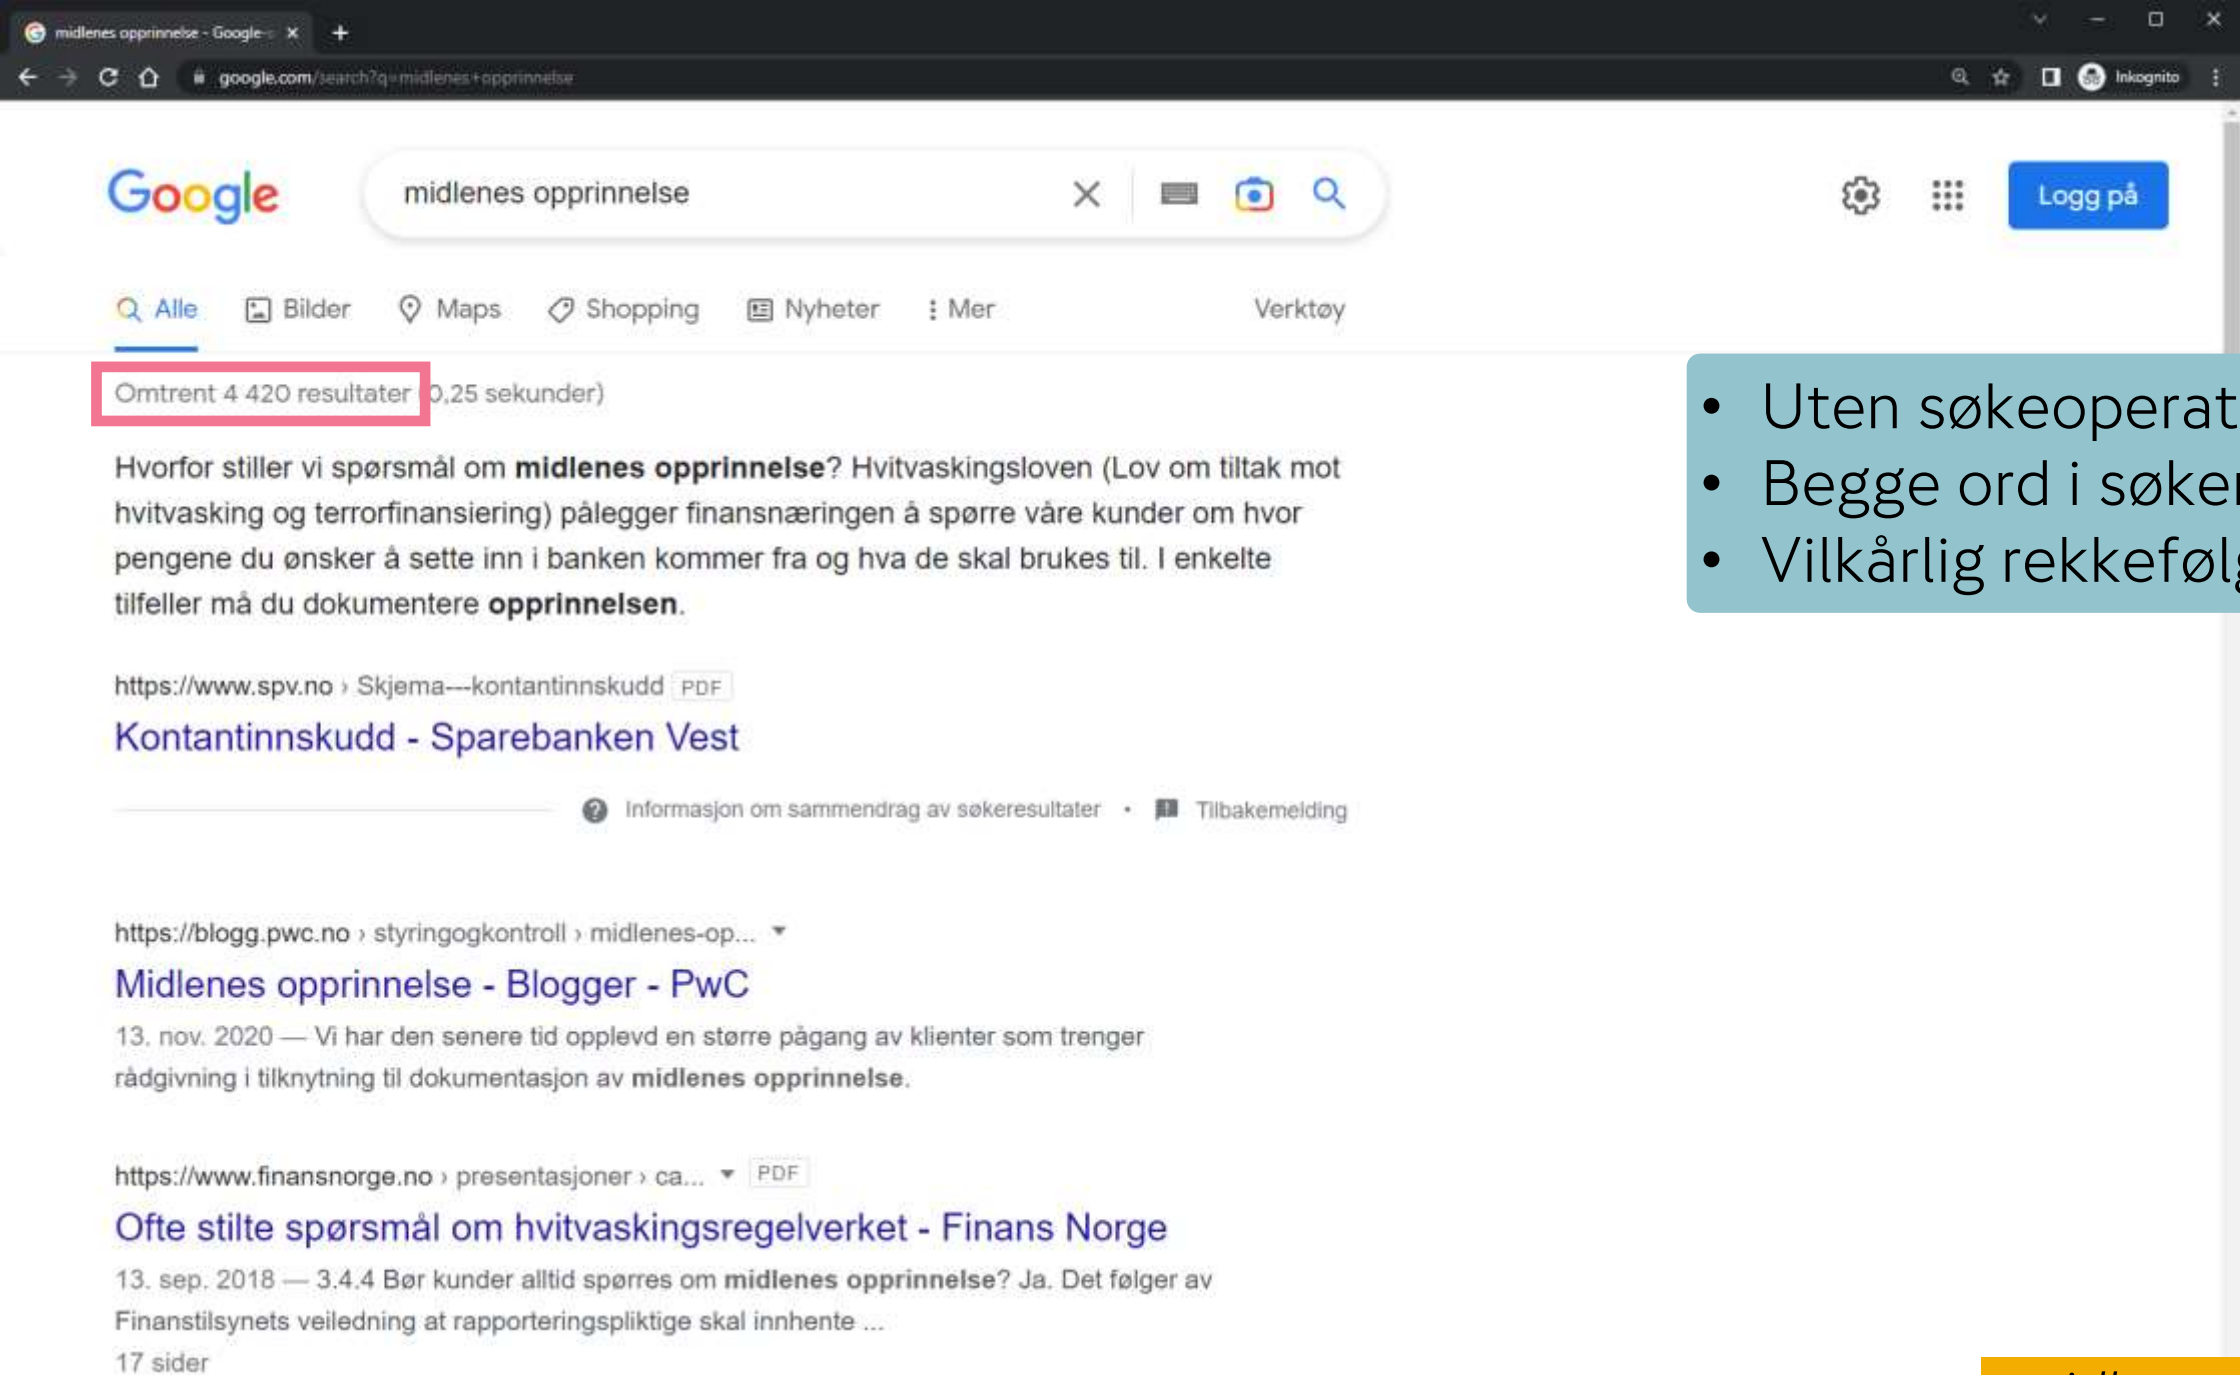 midlenes opprinnelse - Google-s
google.com/search?q=midlenes+opprinnelse
Inkognito
Google
midlenes opprinnelse
Logg på
Alle
Bilder
Maps
Shopping
Nyheter
Mer
Verktøy
Omtrent 4 420 resultater (0,25 sekunder)
• Uten søkeoperat
• Begge ord i søker
• Vilkårlig rekkefølg
Hvorfor stiller vi spørsmål om midlenes opprinnelse? Hvitvaskingsloven (Lov om tiltak mot
hvitvasking og terrorfinansiering) pålegger finansnæringen å spørre våre kunder om hvor
pengene du ønsker å sette inn i banken kommer fra og hva de skal brukes til. I enkelte
tilfeller må du dokumentere opprinnelsen.
https://www.spv.no › Skjema---kontantinnskudd PDF
Kontantinnskudd - Sparebanken Vest
Informasjon om sammendrag av søkeresultater • Tilbakemelding
https://blogg.pwc.no › styringogkontroll › midlenes-op...
Midlenes opprinnelse - Blogger - PwC
13. nov. 2020 — Vi har den senere tid opplevd en større pågang av klienter som trenger
rådgivning i tilknytning til dokumentasjon av midlenes opprinnelse.
https://www.finansnorge.no › presentasjoner › ca... PDF
Ofte stilte spørsmål om hvitvaskingsregelverket - Finans Norge
13. sep. 2018 — 3.4.4 Bør kunder alltid spørres om midlenes opprinnelse? Ja. Det følger av
Finanstilsynets veiledning at rapporteringspliktige skal innhente ...
17 sider